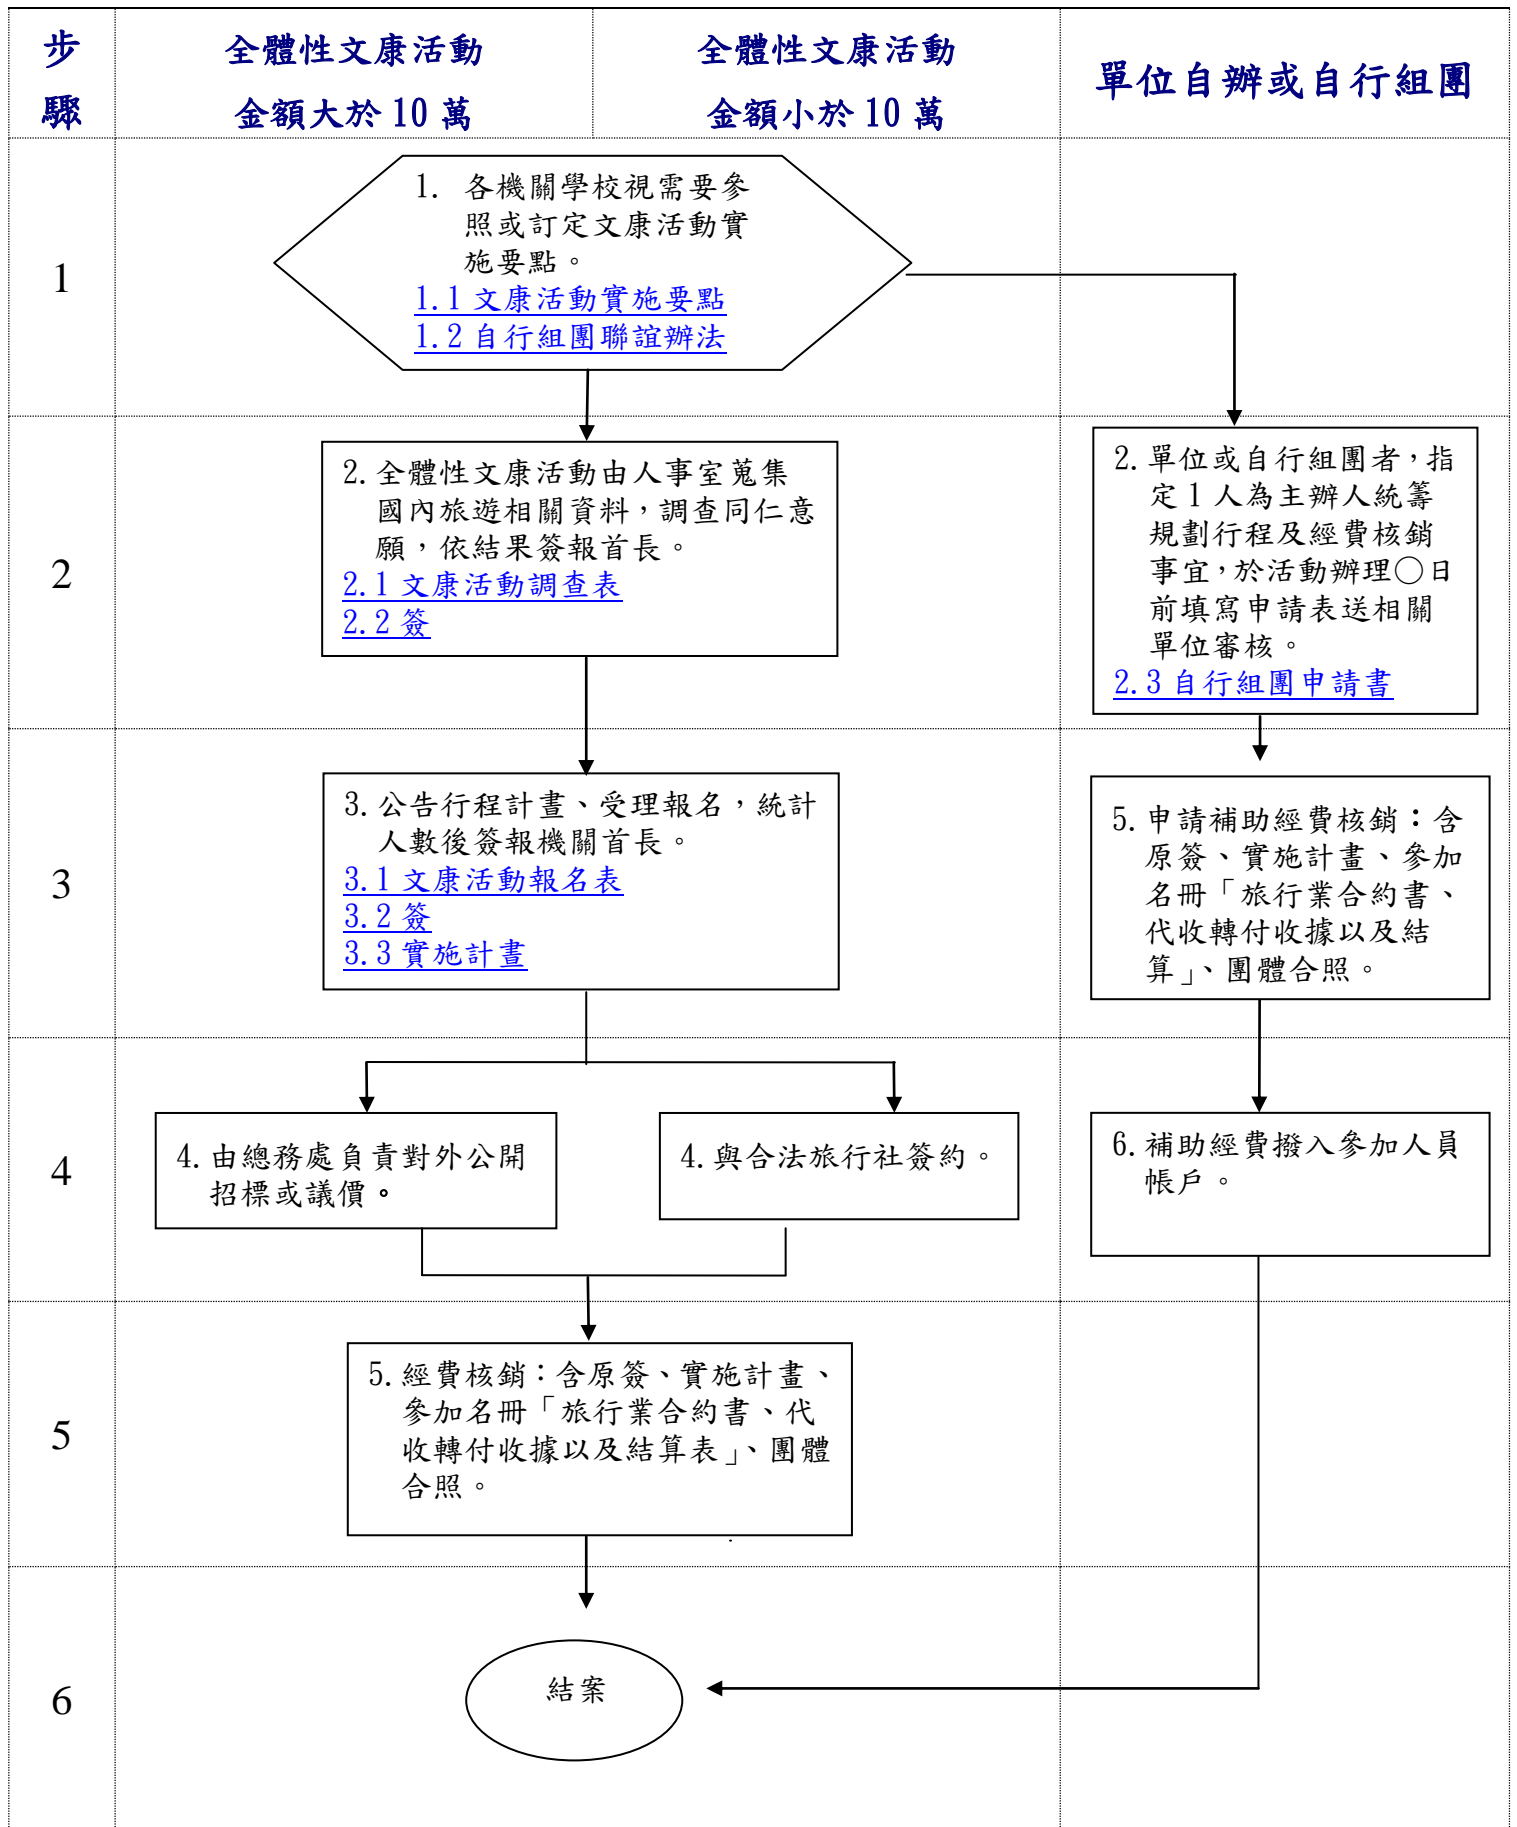 步
驟
全體性文康活動
金額大於 10 萬
全體性文康活動
金額小於 10 萬
單位自辦或自行組團
1
1. 各機關學校視需要參
照或訂定文康活動實
施要點。
1.1 文康活動實施要點
1.2 自行組團聯誼辦法
2
2. 全體性文康活動由人事室蒐集
國內旅遊相關資料，調查同仁意
願，依結果簽報首長。
2.1 文康活動調查表
2.2 簽
2. 單位或自行組團者，指
定 1 人為主辦人統籌
規劃行程及經費核銷
事宜，於活動辦理○日
前填寫申請表送相關
單位審核。
2.3 自行組團申請書
3
3. 公告行程計畫、受理報名，統計
人數後簽報機關首長。
3.1 文康活動報名表
3.2 簽
3.3 實施計畫
5. 申請補助經費核銷：含
原簽、實施計畫、參加
名冊「旅行業合約書、
代收轉付收據以及結
算」、團體合照。
4
4. 由總務處負責對外公開
招標或議價。
4. 與合法旅行社簽約。
6. 補助經費撥入參加人員
帳戶。
5
5. 經費核銷：含原簽、實施計畫、
參加名冊「旅行業合約書、代
收轉付收據以及結算表」、團體
合照。
6
結案